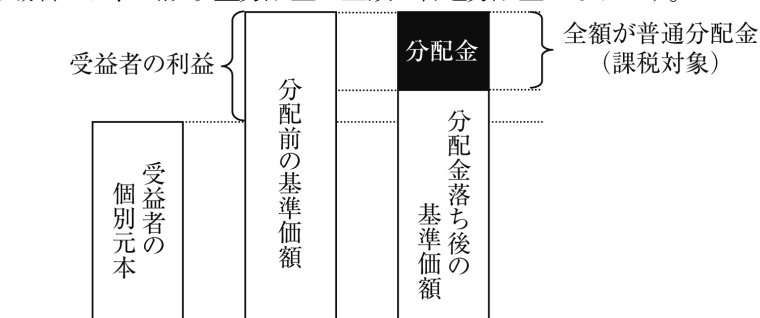 受益者の利益
分配金
全額が普通分配金
（課税対象）
分配前の基準価額
分配金落ち後の
基準価額
受益者の
個別元本